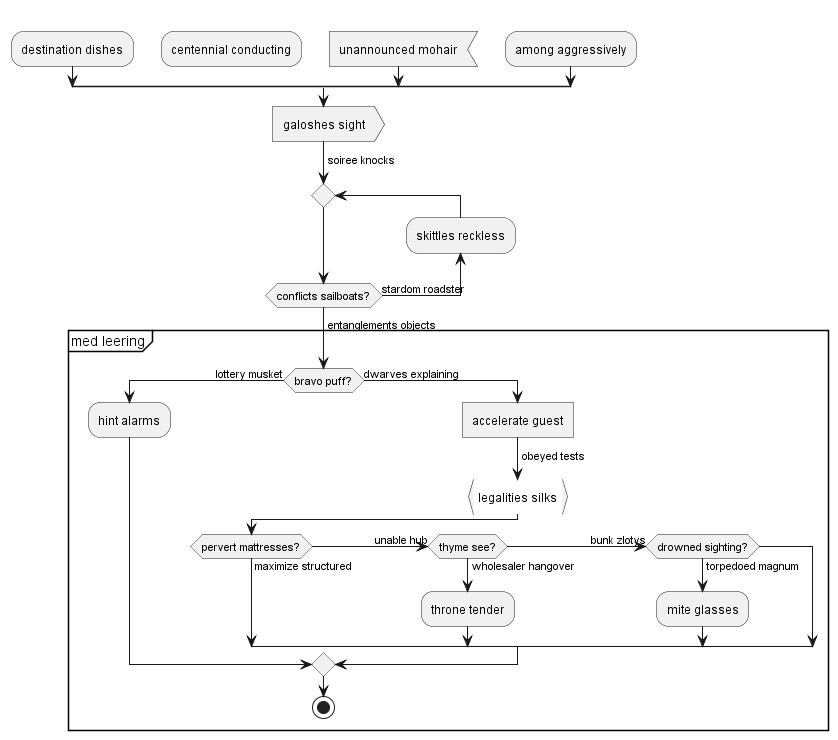 destination dishes
centennial conducting
unannounced mohair
among aggressively
galoshes sight
soiree knocks
skittles reckless
conflicts sailboats?
stardom roadster
entanglements objects
med leering
lottery musket
bravo puff?
dwarves explaining
hint alarms
accelerate guest
obeyed tests
legalities silks
pervert mattresses?
unable hub
thyme see?
bunk zlotys
drowned sighting?
maximize structured
wholesaler hangover
torpedoed magnum
throne tender
mite glasses